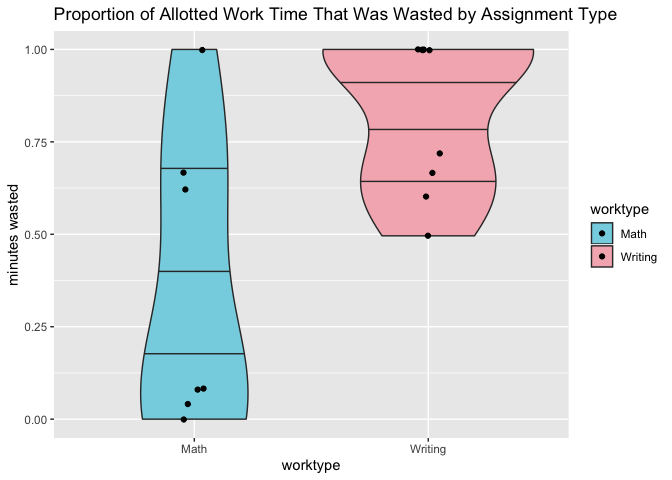 Proportion of Allotted Work Time That Was Wasted by Assignment Type
1.00
0.75
0.50
0.25
0.00
minutes wasted
Math
Writing
worktype
worktype
Math
Writing